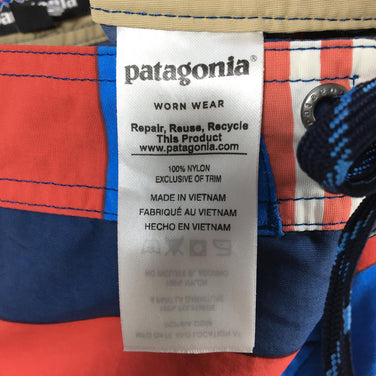 patagonia®
WORN WEAR
Repair, Reuse, Recycle
This Product
www.patagonia.com
100% NYLON
EXCLUSIVE OF TRIM
MADE IN VIETNAM
FABRIQUÉ AU VIETNAM
HECHO EN VIETNAM